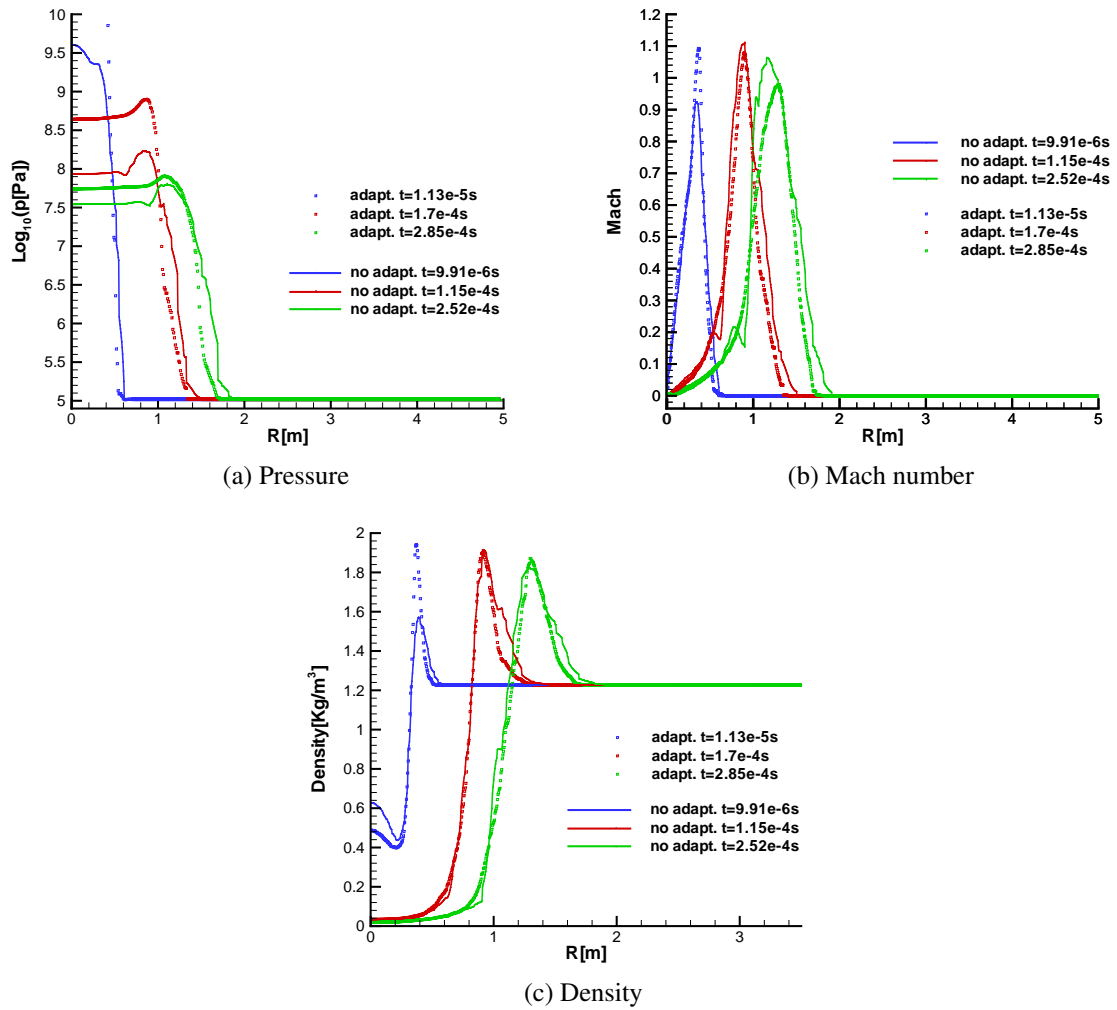 Log₁₀(p[Pa])
10
9.5
9
8.5
8
7.5
7
6.5
6
5.5
5
0 1 2 3 4 5
R[m]
adapt. t=1.13e-5s
adapt. t=1.7e-4s
adapt. t=2.85e-4s
no adapt. t=9.91e-6s
no adapt. t=1.15e-4s
no adapt. t=2.52e-4s
(a) Pressure
Mach
1.2
1.1
1
0.9
0.8
0.7
0.6
0.5
0.4
0.3
0.2
0.1
0
0 1 2 3 4 5
R[m]
no adapt. t=9.91e-6s
no adapt. t=1.15e-4s
no adapt. t=2.52e-4s
adapt. t=1.13e-5s
adapt. t=1.7e-4s
adapt. t=2.85e-4s
(b) Mach number
Density[Kg/m³]
2
1.8
1.6
1.4
1.2
1
0.8
0.6
0.4
0.2
0
0 1 2 3
R[m]
adapt. t=1.13e-5s
adapt. t=1.7e-4s
adapt. t=2.85e-4s
no adapt. t=9.91e-6s
no adapt. t=1.15e-4s
no adapt. t=2.52e-4s
(c) Density